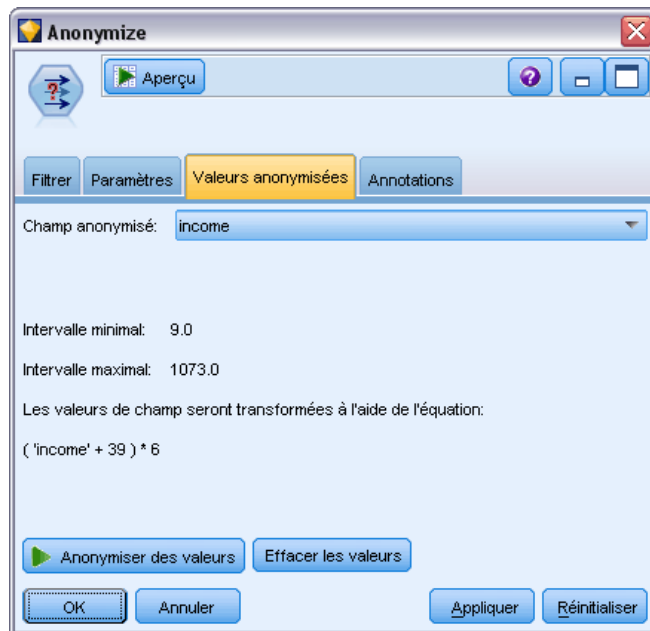 Anonymize
Aperçu
Filtrer Paramètres Valeurs anonymisées Annotations
Champ anonymisé: income
Intervalle minimal: 9.0
Intervalle maximal: 1073.0
Les valeurs de champ seront transformées à l'aide de l'équation:
( 'income' + 39 ) * 6
Anonymiser des valeurs Effacer les valeurs
OK Annuler Appliquer Réinitialiser